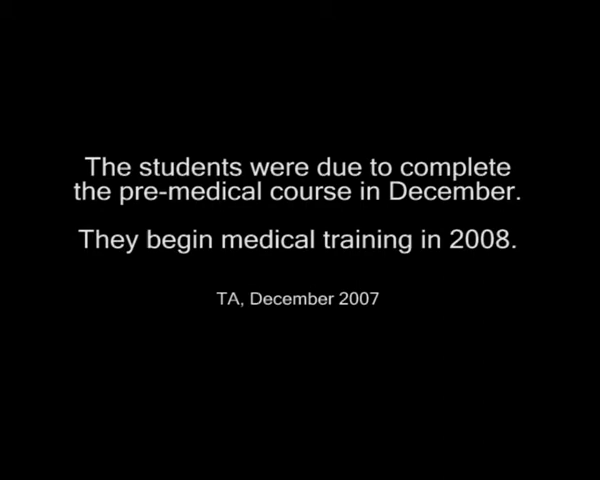 The students were due to complete
the pre-medical course in December.
They begin medical training in 2008.
TA, December 2007